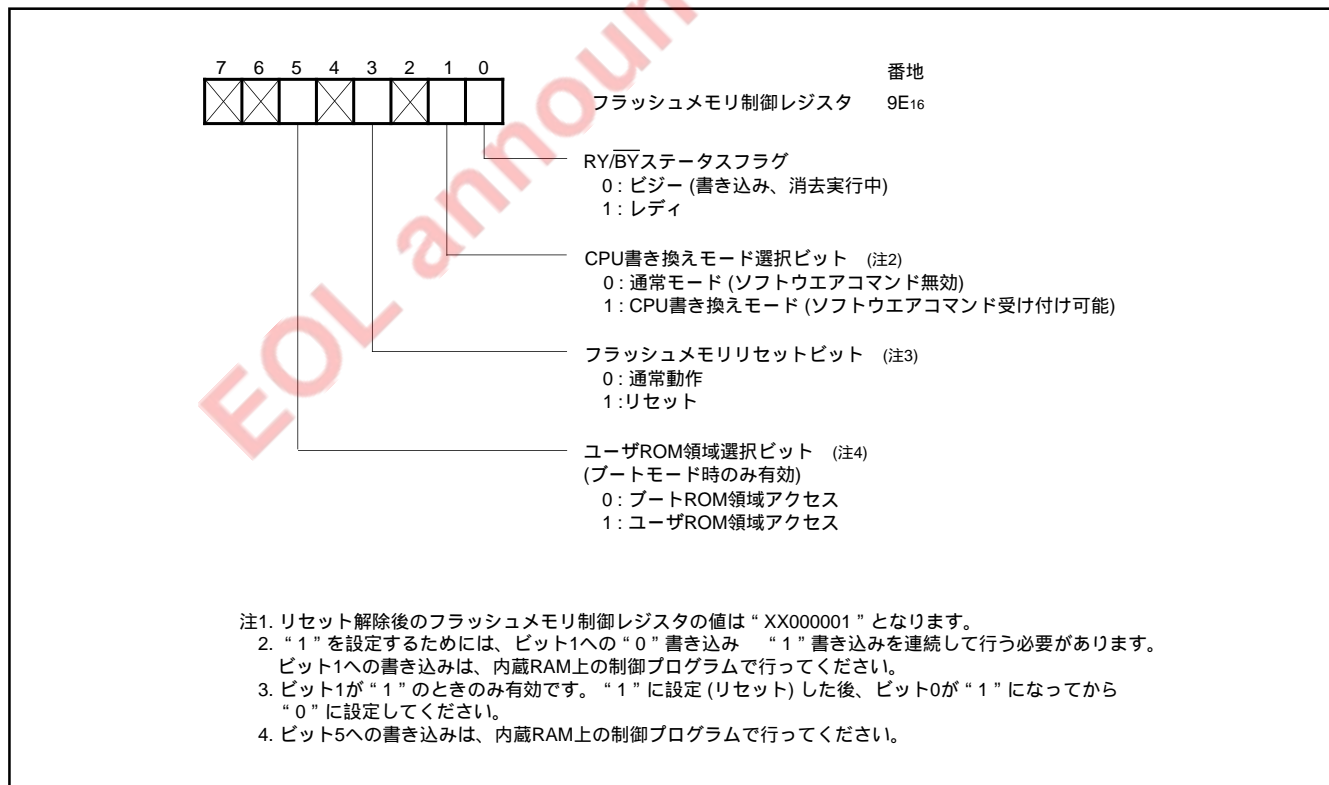 EOL announ
7 6 5 4 3 2 1 0
番地
フラッシュメモリ制御レジスタ 9E16
RY/BYステータスフラグ
0 : ビジー (書き込み、消去実行中)
1 : レディ
CPU書き換えモード選択ビット (注2)
0 : 通常モード (ソフトウエアコマンド無効)
1 : CPU書き換えモード (ソフトウエアコマンド受け付け可能)
フラッシュメモリリセットビット (注3)
0 : 通常動作
1 :リセット
ユーザROM領域選択ビット (注4)
(ブートモード時のみ有効)
0 : ブートROM領域アクセス
1 : ユーザROM領域アクセス
注1. リセット解除後のフラッシュメモリ制御レジスタの値は “ XX000001 ” となります。
2. “ 1 ” を設定するためには、ビット1への “ 0 ” 書き込み “ 1 ” 書き込みを連続して行う必要があります。
ビット1への書き込みは、内蔵RAM上の制御プログラムで行ってください。
3. ビット1が “ 1 ” のときのみ有効です。 “ 1 ” に設定 (リセット) した後、ビット0が “ 1 ” になってから
“ 0 ” に設定してください。
4. ビット5への書き込みは、内蔵RAM上の制御プログラムで行ってください。